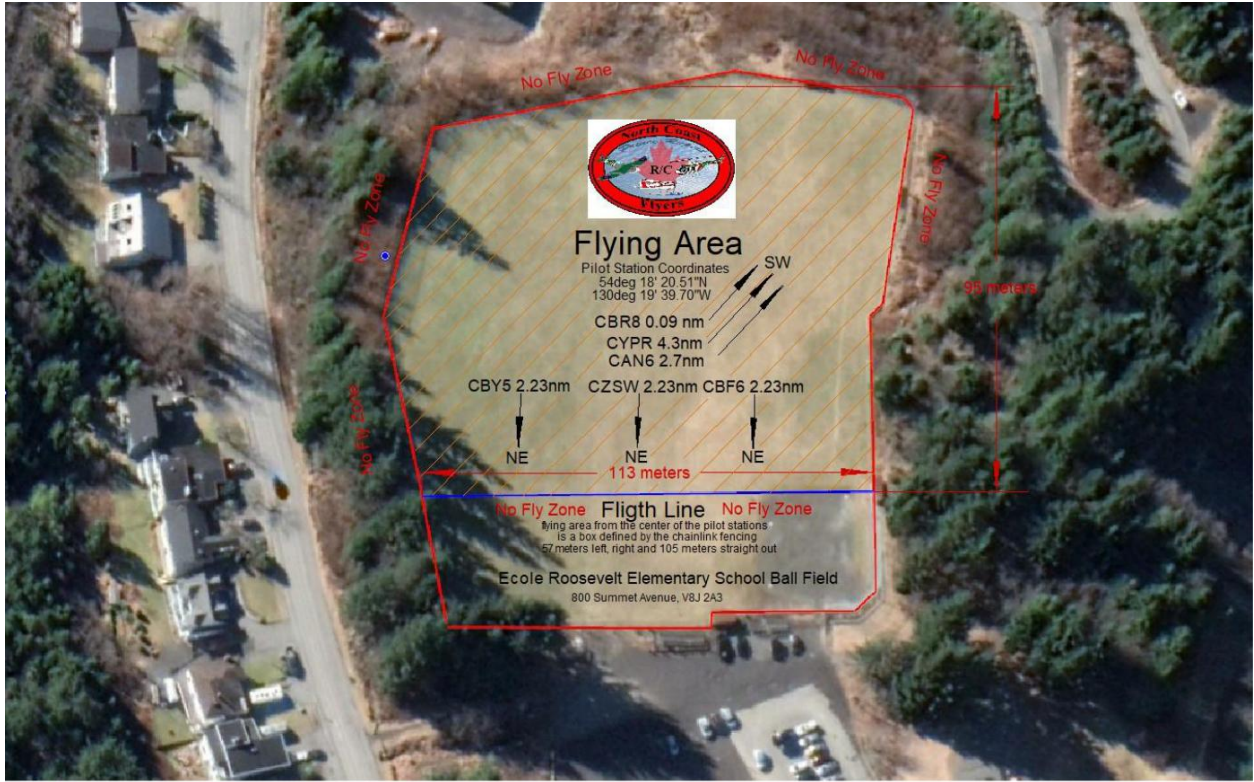 No Fly Zone
No Fly Zone
North Coast
R/C
Flyers
No Fly Zone
No Fly Zone
Flying Area
Pilot Station Coordinates
54deg 18' 20.51"N
130deg 19' 39.70"W
SW
95 meters
CBR8 0.09 nm
CYPR 4.3nm
CAN6 2.7nm
CBY5 2.23nm CZSW 2.23nm CBF6 2.23nm
No Fly Zone
NE NE NE
113 meters
No Fly Zone Fligth Line No Fly Zone
flying area from the center of the pilot stations
is a box defined by the chainlink fencing
57meters left, right and 105 meters straight out
Ecole Roosevelt Elementary School Ball Field
800 Summet Avenue, V8J 2A3